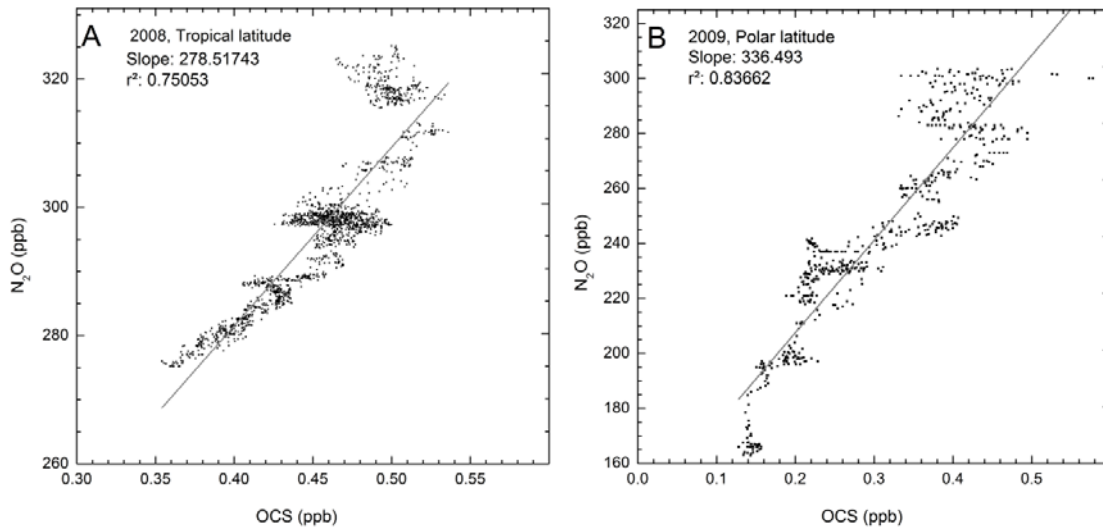 A
2008, Tropical latitude
Slope: 278.51743
r²: 0.75053
320
300
280
260
N₂O (ppb)
0.30
0.35
0.40
0.45
0.50
0.55
OCS (ppb)
B
2009, Polar latitude
Slope: 336.493
r²: 0.83662
320
300
280
260
240
220
200
180
160
N₂O (ppb)
0.0
0.1
0.2
0.3
0.4
0.5
OCS (ppb)